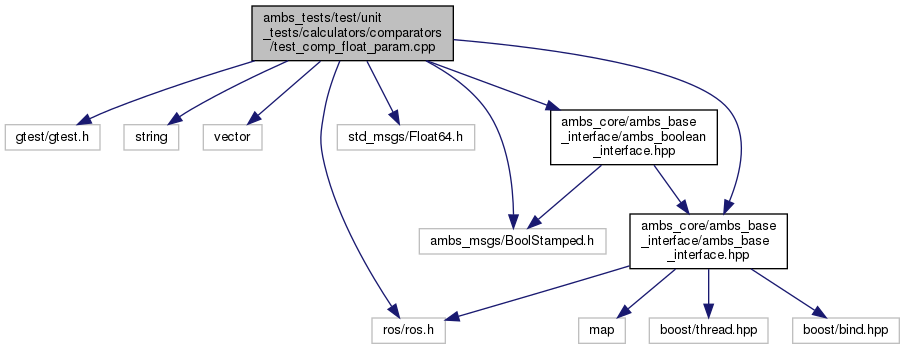 ambs_tests/test/unit
_tests/calculators/comparators
/test_comp_float_param.cpp
gtest/gtest.h
string
vector
std_msgs/Float64.h
ambs_core/ambs_base
_interface/ambs_boolean
_interface.hpp
ambs_msgs/BoolStamped.h
ambs_core/ambs_base
_interface/ambs_base
_interface.hpp
ros/ros.h
map
boost/thread.hpp
boost/bind.hpp